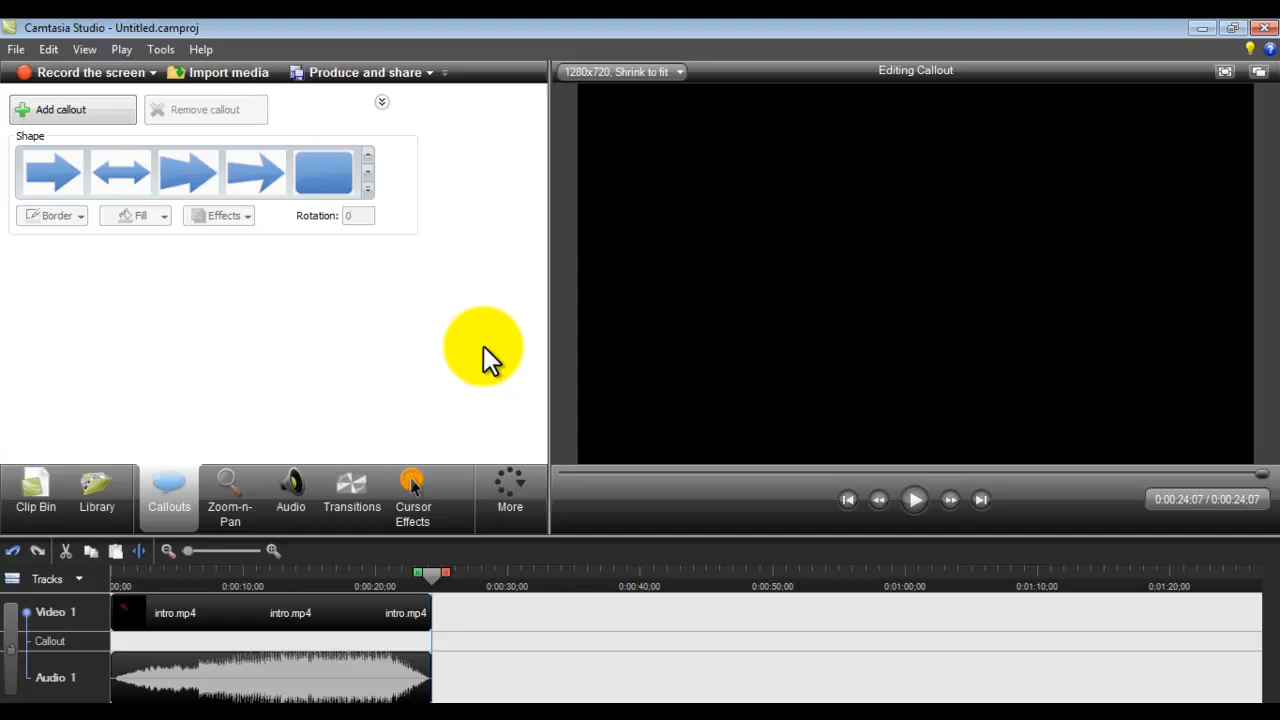 Camtasia Studio - Untitled.camproj
File Edit View Play Tools Help
Record the screen Import media Produce and share
1280x720, Shrink to fit
Editing Callout
Add callout
Remove callout
Shape
Border
Fill
Effects
Rotation: 0
Clip Bin
Library
Callouts
Zoom-n-
Pan
Audio
Transitions
Cursor
Effects
More
0:00:24;07 / 0:00:24;07
Tracks
00;00 0:00:10;00 0:00:20;00 0:00:30;00 0:00:40;00 0:00:50;00 0:01:00;00 0:01:10;00 0:01:20;00
Video 1
intro.mp4 intro.mp4 intro.mp4
Callout
Audio 1